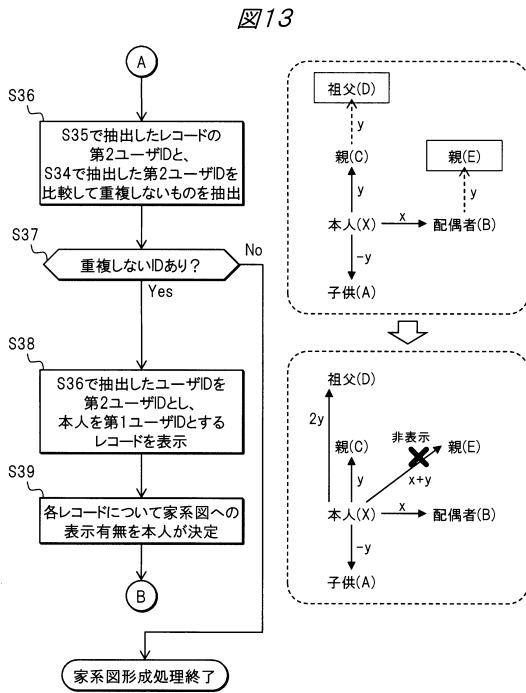 図13
A
S36
S35で抽出したレコードの
第2ユーザIDと、
S34で抽出した第2ユーザIDを
比較して重複しないものを抽出
S37
重複しないIDあり？
No
Yes
S38
S36で抽出したユーザIDを
第2ユーザIDとし、
本人を第1ユーザIDとする
レコードを表示
S39
各レコードについて家系図への
表示有無を本人が決定
B
家系図形成処理終了
祖父(D)
y
親(C)
親(E)
y
y
本人(X)
x
配偶者(B)
-y
子供(A)
祖父(D)
2y
非表示
親(C)
親(E)
y
x+y
本人(X)
x
配偶者(B)
-y
子供(A)